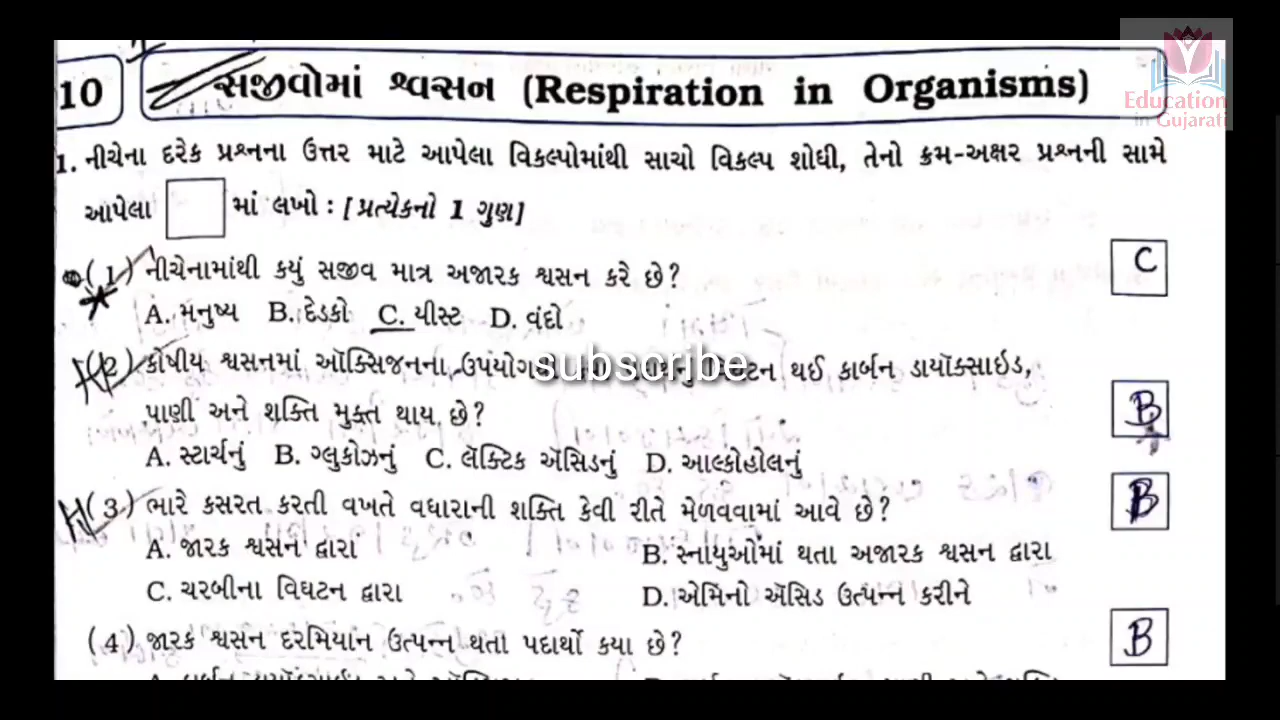 Education
in Gujarati
10 સજીવોમાં શ્વસન (Respiration in Organisms)
1. નીચેના દરેક પ્રશ્નના ઉત્તર માટે આપેલા વિકલ્પોમાંથી સાચો વિકલ્પ શોધી, તેનો ક્રમ-અક્ષર પ્રશ્નની સામે
આપેલા માં લખો : [પ્રત્યેકનો 1 ગુણ]
(1) નીચેનામાંથી કયું સજીવ માત્ર અજારક શ્વસન કરે છે? C
A. મનુષ્ય B. દેડકો C. યીસ્ટ D. વંદો
(2) કોષીય શ્વસનમાં ઑક્સિજનના ઉપયોગ subscribe થઈ કાર્બન ડાયૉક્સાઇડ,
પાણી અને શક્તિ મુક્ત થાય છે? B
A. સ્ટાર્ચનું B. ગ્લુકોઝનું C. લૅક્ટિક ઍસિડનું D. આલ્કોહોલનું
(3) ભારે કસરત કરતી વખતે વધારાની શક્તિ કેવી રીતે મેળવવામાં આવે છે? B
A. જારક શ્વસન દ્વારા B. સ્નાયુઓમાં થતા અજારક શ્વસન દ્વારા
C. ચરબીના વિઘટન દ્વારા D. એમિનો ઍસિડ ઉત્પન્ન કરીને
(4) જારક શ્વસન દરમિયાન ઉત્પન્ન થતા પદાર્થો કયા છે? B